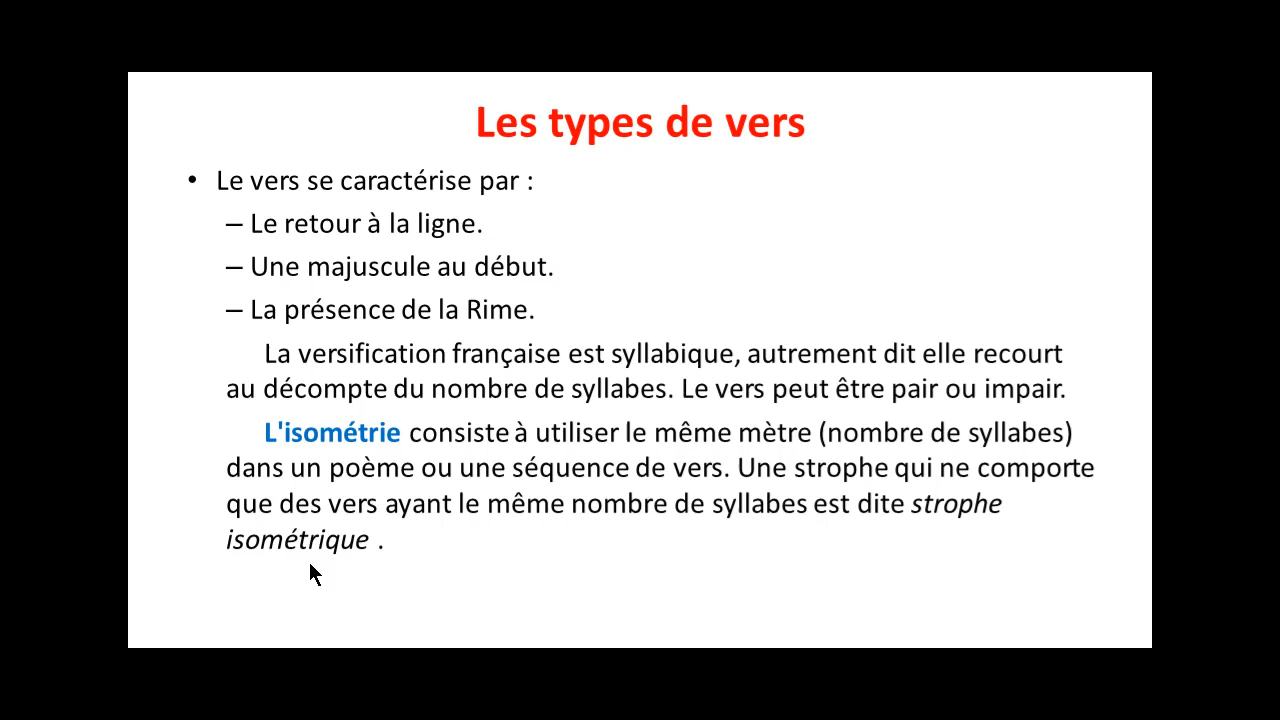 Les types de vers
• Le vers se caractérise par :
– Le retour à la ligne.
– Une majuscule au début.
– La présence de la Rime.
La versification française est syllabique, autrement dit elle recourt
au décompte du nombre de syllabes. Le vers peut être pair ou impair.
L'isométrie consiste à utiliser le même mètre (nombre de syllabes)
dans un poème ou une séquence de vers. Une strophe qui ne comporte
que des vers ayant le même nombre de syllabes est dite strophe
isométrique .